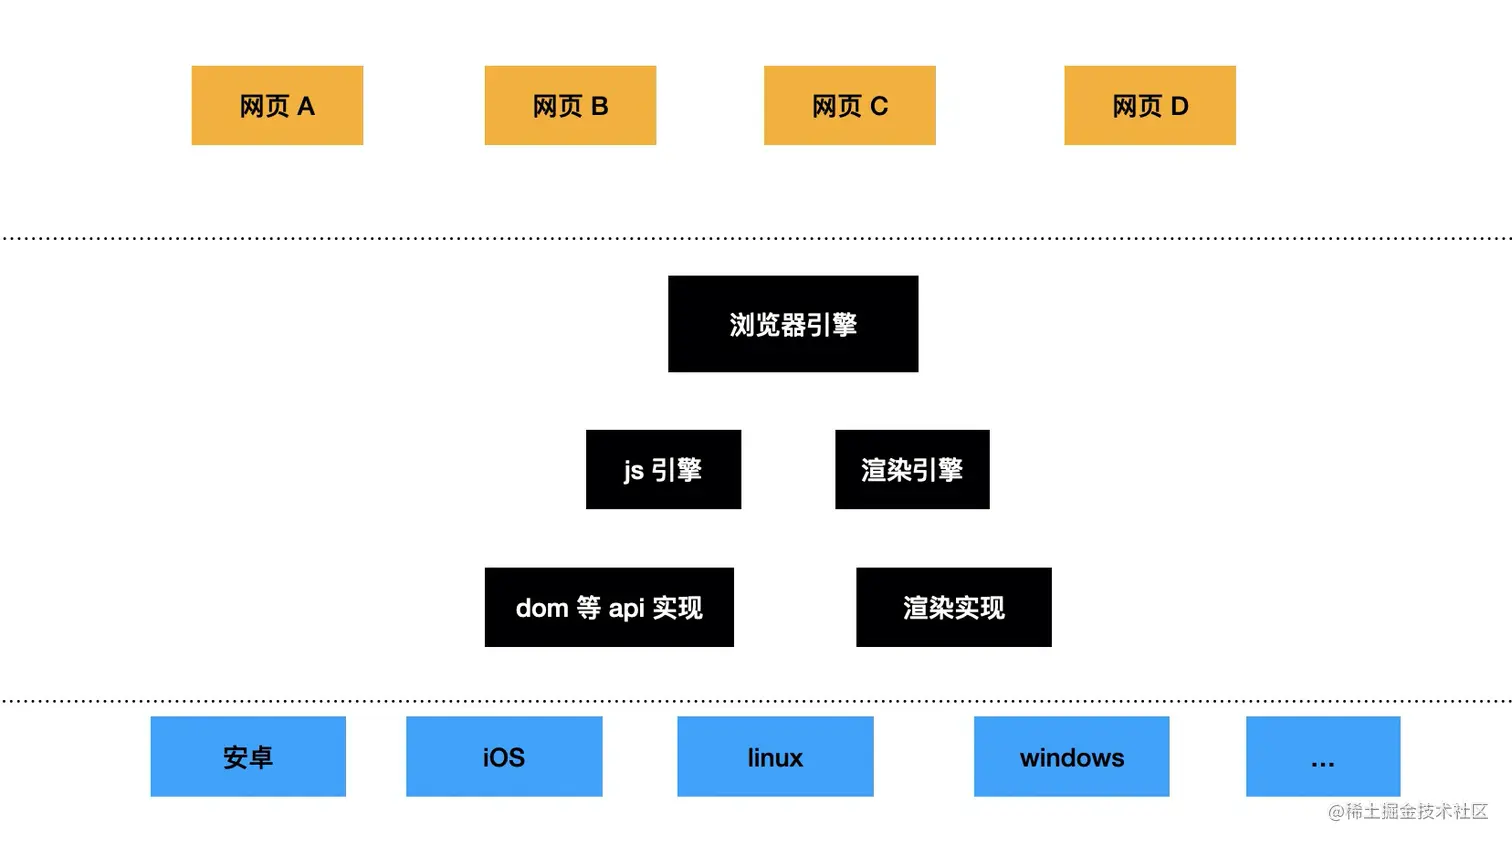 网页 A
网页 B
网页 C
网页 D
浏览器引擎
js 引擎
渲染引擎
dom 等 api 实现
渲染实现
安卓
iOS
linux
windows
...
@稀土掘金技术社区